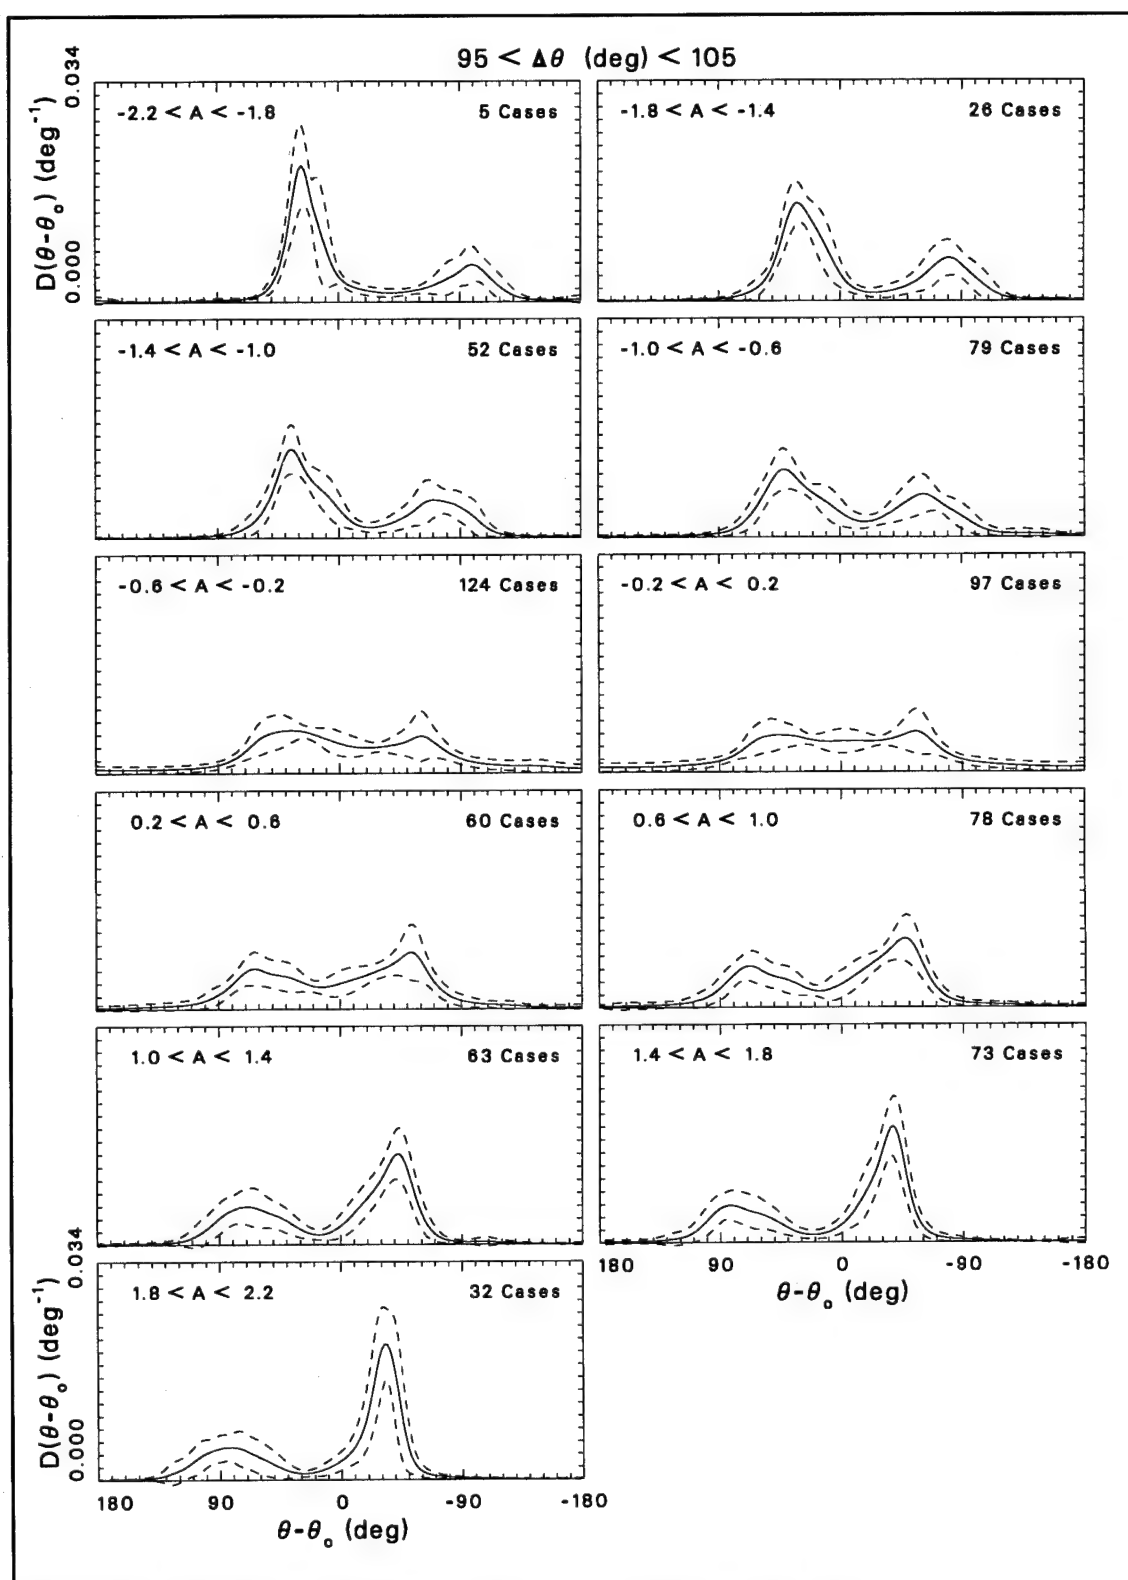 95 < Δθ (deg) < 105
D(θ-θo) (deg-1)
0.034
0.000
-2.2 < A < -1.8 5 Cases
-1.8 < A < -1.4 26 Cases
-1.4 < A < -1.0 52 Cases
-1.0 < A < -0.6 79 Cases
-0.6 < A < -0.2 124 Cases
-0.2 < A < 0.2 97 Cases
0.2 < A < 0.6 60 Cases
0.6 < A < 1.0 78 Cases
1.0 < A < 1.4 63 Cases
1.4 < A < 1.8 73 Cases
180 90 0 -90 -180
θ-θo (deg)
D(θ-θo) (deg-1)
0.034
0.000
1.8 < A < 2.2 32 Cases
180 90 0 -90 -180
θ-θo (deg)